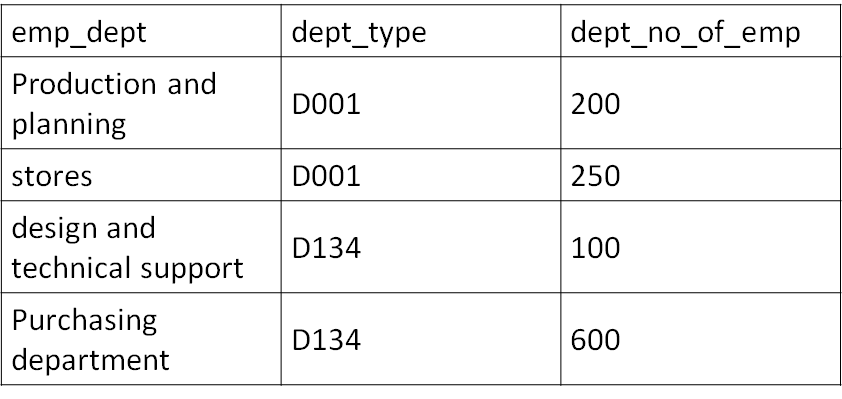 emp_dept dept_type dept_no_of_emp
Production and
planning D001 200
stores D001 250
design and
technical support D134 100
Purchasing
department D134 600